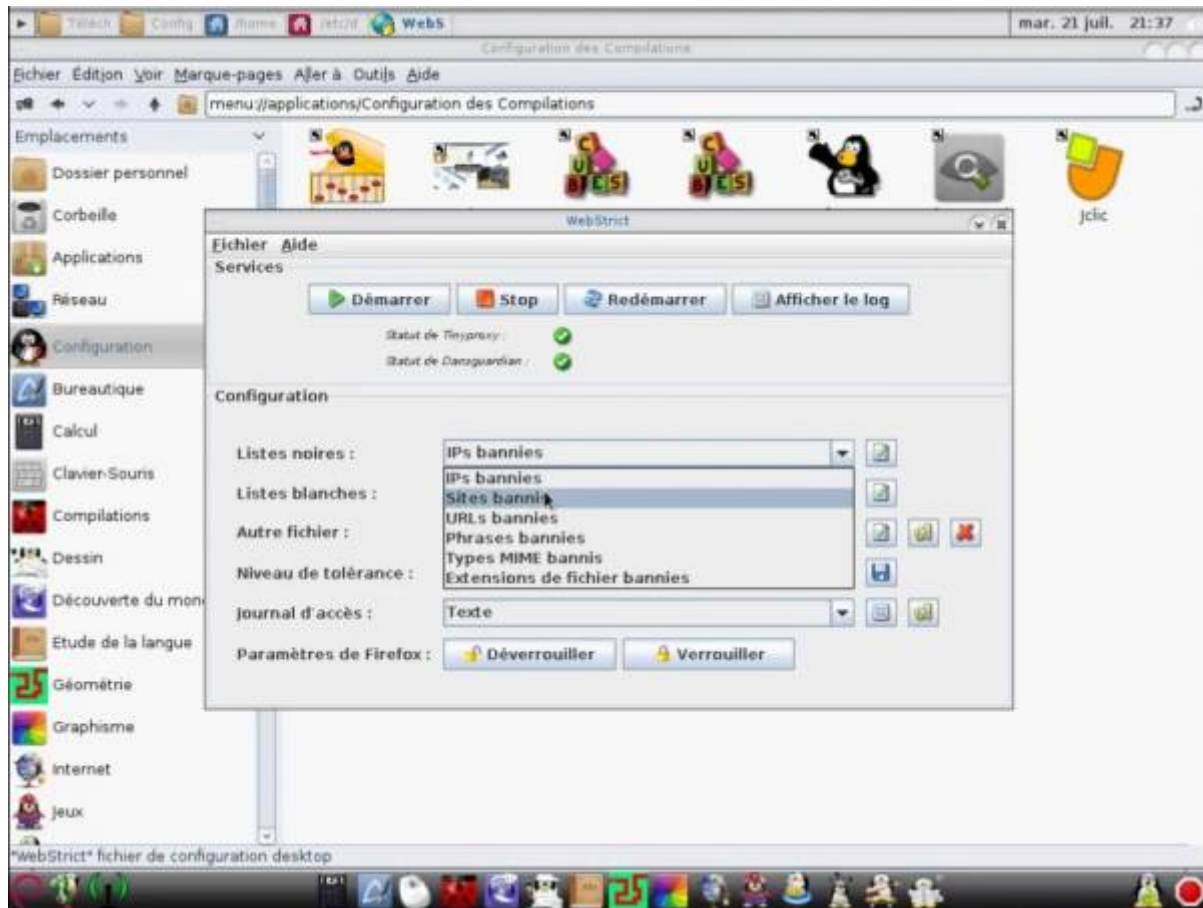 Téléch Config /home /etc/d WebS mar. 21 juil. 21:37
Configuration des Compilations
Fichier Édition Voir Marque-pages Aller à Outils Aide
menu://applications/Configuration des Compilations
Emplacements
Dossier personnel
Corbeille
Applications
Réseau
Configuration
Bureautique
Calcul
Clavier-Souris
Compilations
Dessin
Découverte du mon
Etude de la langue
Géométrie
Graphisme
Internet
Jeux
Jclic
WebStrict
Fichier Aide
Services
Démarrer Stop Redémarrer Afficher le log
Statut de Tinyproxy :
Statut de Dansguardian :
Configuration
Listes noires : IPs bannies
IPs bannies
Listes blanches :
Sites bannis
URLs bannies
Autre fichier :
Phrases bannies
Types MIME bannis
Niveau de tolérance :
Extensions de fichier bannies
Journal d'accès : Texte
Paramètres de Firefox : Déverrouiller Verrouiller
"WebStrict" fichier de configuration desktop